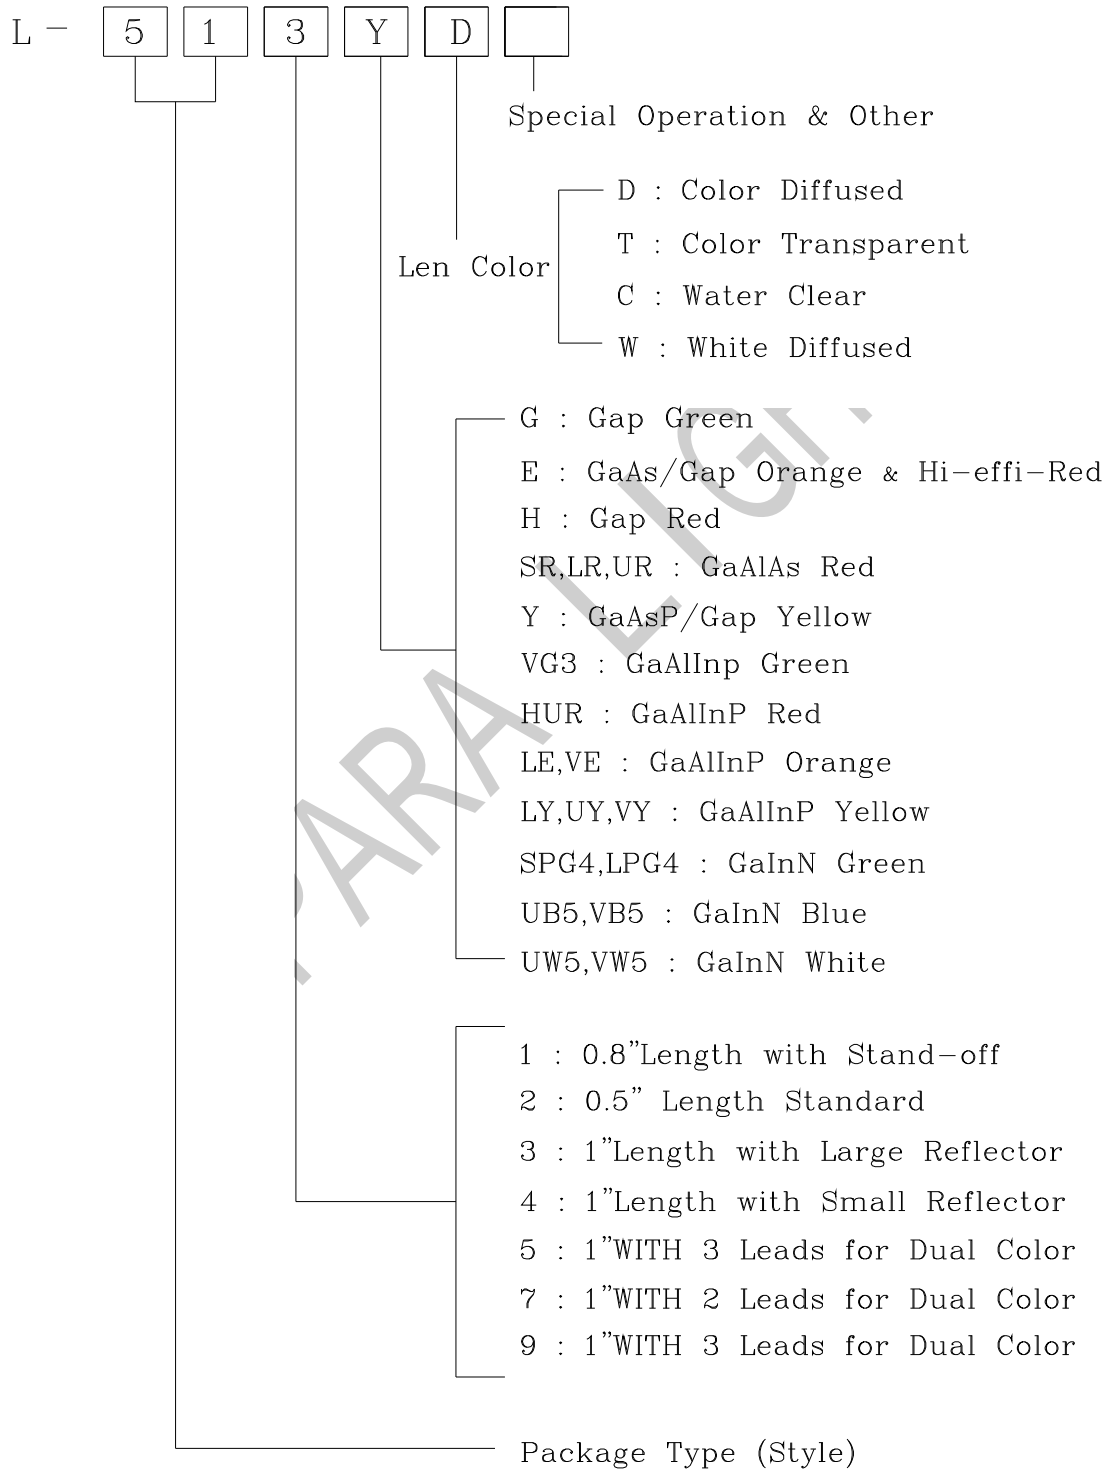 L- 5 1 3 Y D
Special Operation & Other
D : Color Diffused
T : Color Transparent
Len Color
C : Water Clear
W : White Diffused
G : Gap Green
E : GaAs/Gap Orange & Hi-effi-Red
H : Gap Red
SR,LR,UR : GaAlAs Red
Y : GaAsP/Gap Yellow
VG3 : GaAlInp Green
HUR : GaAlInP Red
LE,VE : GaAlInP Orange
LY,UY,VY : GaAlInP Yellow
SPG4,LPG4 : GaInN Green
UB5,VB5 : GaInN Blue
UW5,VW5 : GaInN White
1 : 0.8"Length with Stand-off
2 : 0.5" Length Standard
3 : 1"Length with Large Reflector
4 : 1"Length with Small Reflector
5 : 1"WITH 3 Leads for Dual Color
7 : 1"WITH 2 Leads for Dual Color
9 : 1"WITH 3 Leads for Dual Color
Package Type (Style)
PARA LIGH